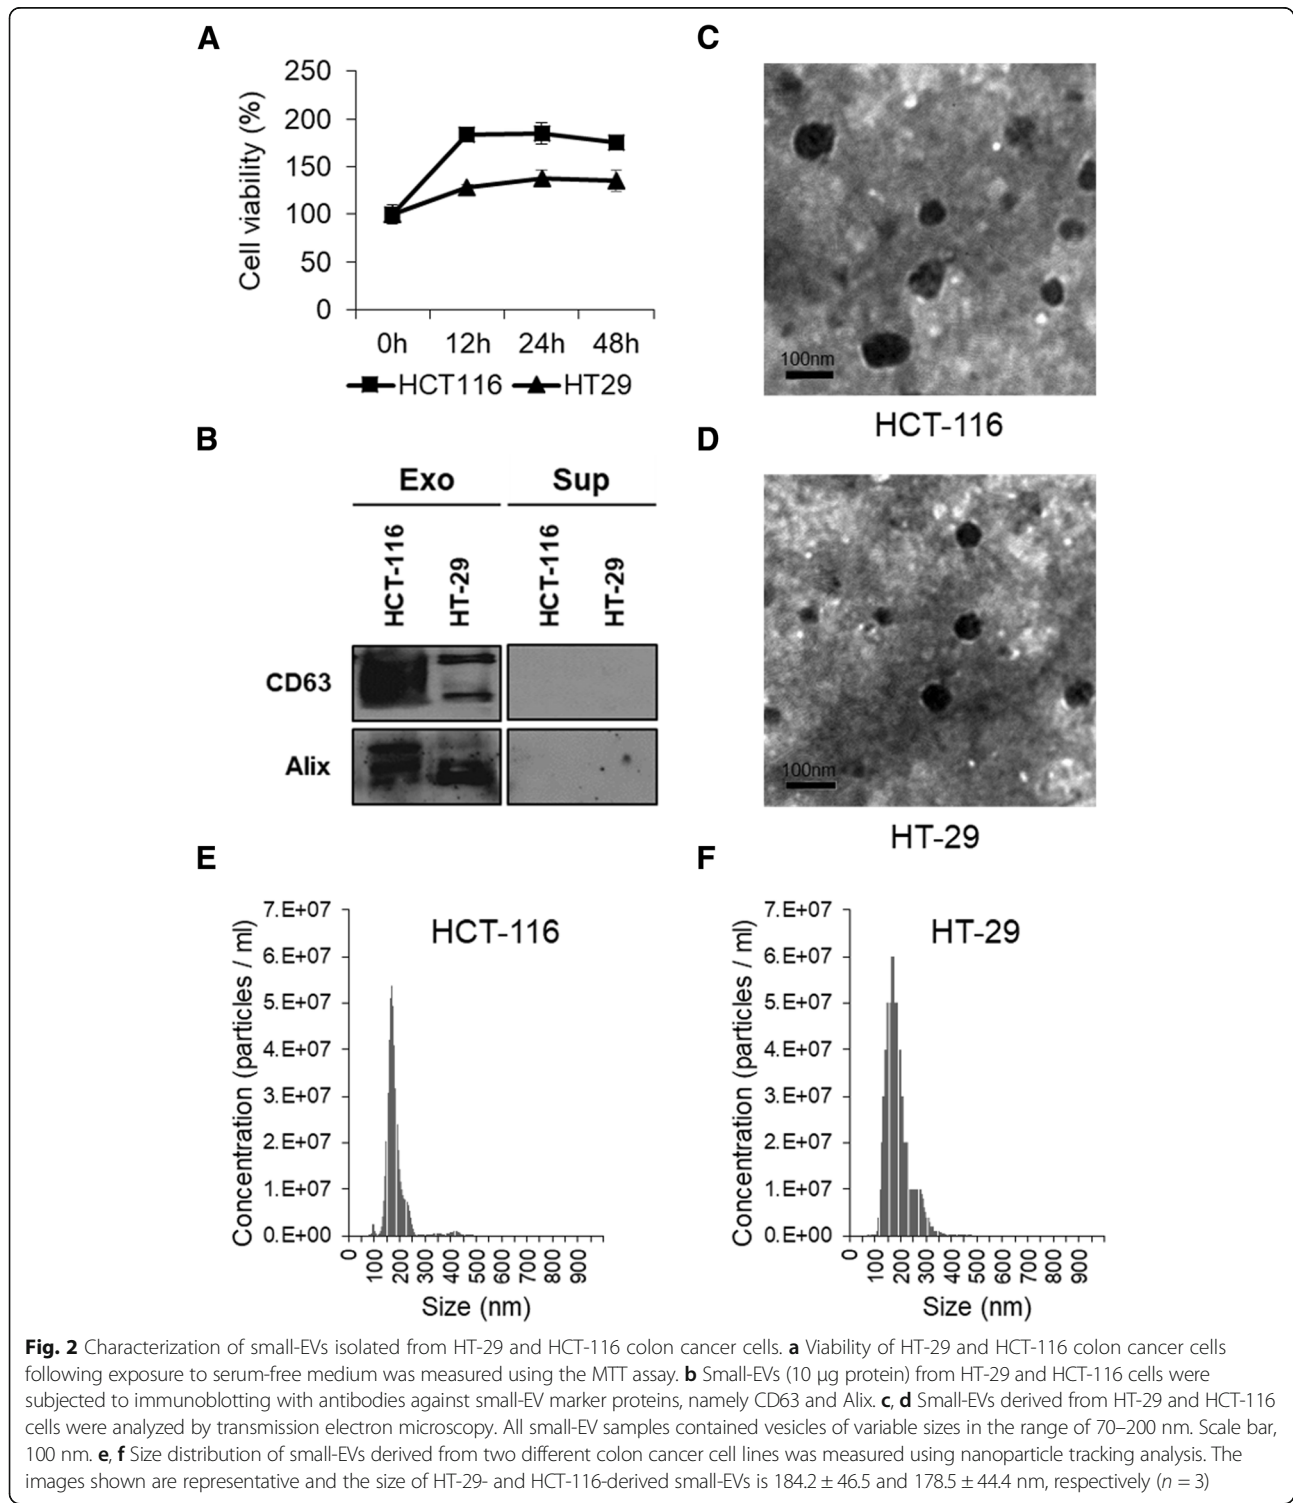 A
250
200
150
100
50
0
Cell viability (%)
0h 12h 24h 48h
HCT116 HT29
B
Exo Sup
HCT-116 HT-29 HCT-116 HT-29
CD63
Alix
C
100nm
HCT-116
D
100nm
HT-29
E
HCT-116
Concentration (particles / ml)
7.E+07
6.E+07
5.E+07
4.E+07
3.E+07
2.E+07
1.E+07
0.E+00
0 100 200 300 400 500 600 700 800 900
Size (nm)
F
HT-29
Concentration (particles / ml)
7.E+07
6.E+07
5.E+07
4.E+07
3.E+07
2.E+07
1.E+07
0.E+00
0 100 200 300 400 500 600 700 800 900
Size (nm)
Fig. 2 Characterization of small-EVs isolated from HT-29 and HCT-116 colon cancer cells. a Viability of HT-29 and HCT-116 colon cancer cells
following exposure to serum-free medium was measured using the MTT assay. b Small-EVs (10 μg protein) from HT-29 and HCT-116 cells were
subjected to immunoblotting with antibodies against small-EV marker proteins, namely CD63 and Alix. c, d Small-EVs derived from HT-29 and HCT-116
cells were analyzed by transmission electron microscopy. All small-EV samples contained vesicles of variable sizes in the range of 70–200 nm. Scale bar,
100 nm. e, f Size distribution of small-EVs derived from two different colon cancer cell lines was measured using nanoparticle tracking analysis. The
images shown are representative and the size of HT-29- and HCT-116-derived small-EVs is 184.2 ± 46.5 and 178.5 ± 44.4 nm, respectively (n = 3)